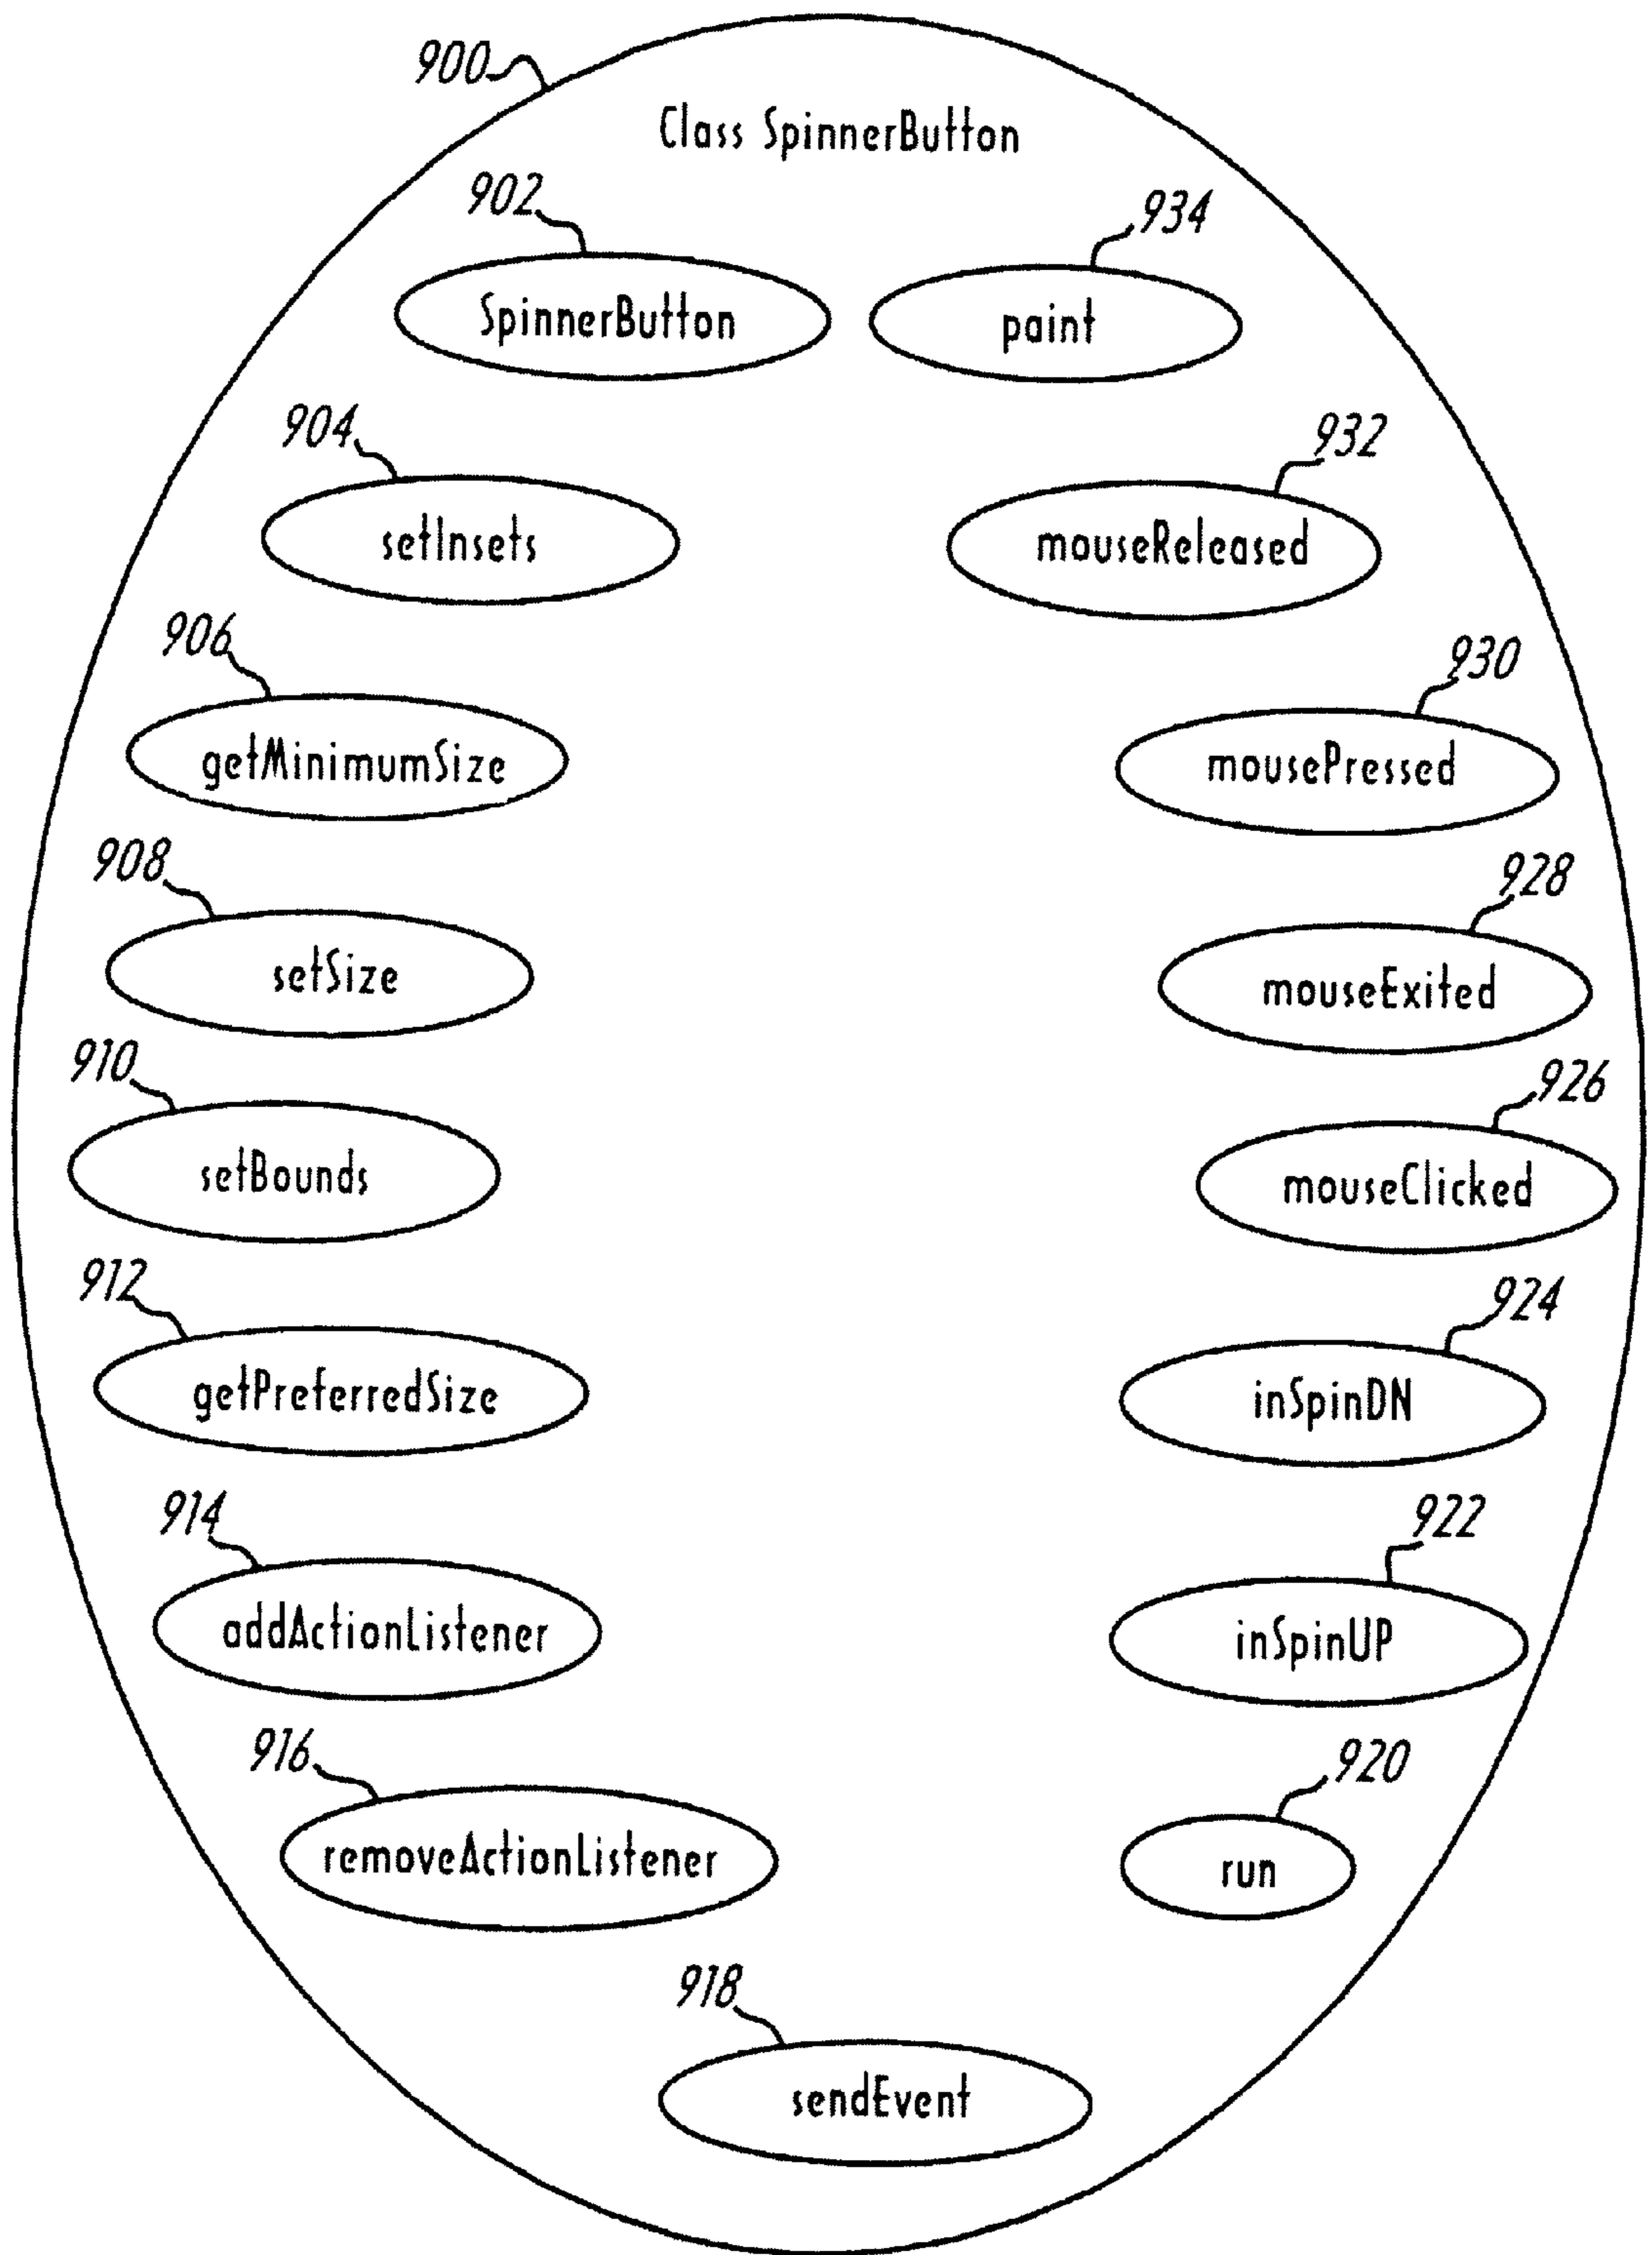 900
Class SpinnerButton
902
934
SpinnerButton
paint
904
932
setInsets
mouseReleased
906
930
getMinimumSize
mousePressed
908
928
setSize
mouseExited
910
926
setBounds
mouseClicked
912
924
getPreferredSize
inSpinDN
914
922
addActionListener
inSpinUP
916
920
removeActionListener
run
918
sendEvent